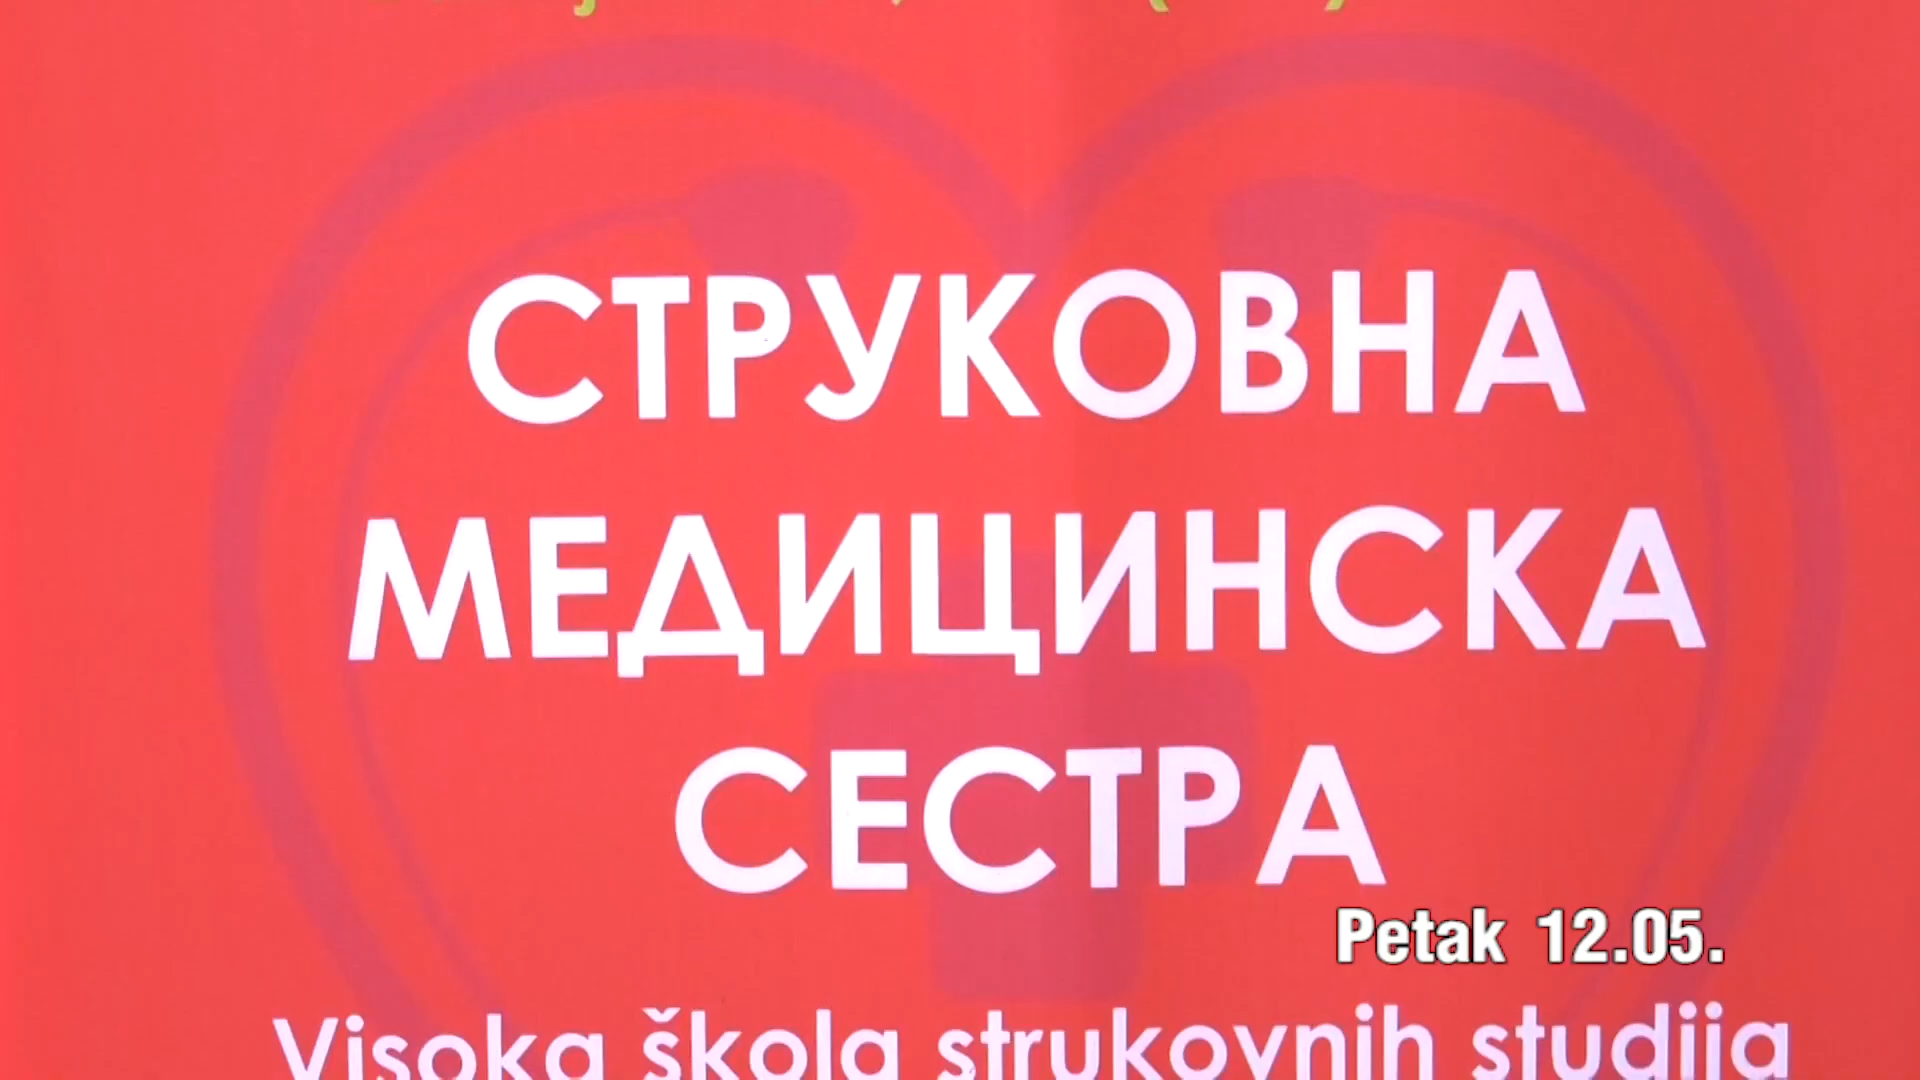 СТРУКОВНА
МЕДИЦИНСКА
СЕСТРА
Petak 12.05.
Visoka škola strukovnih studija